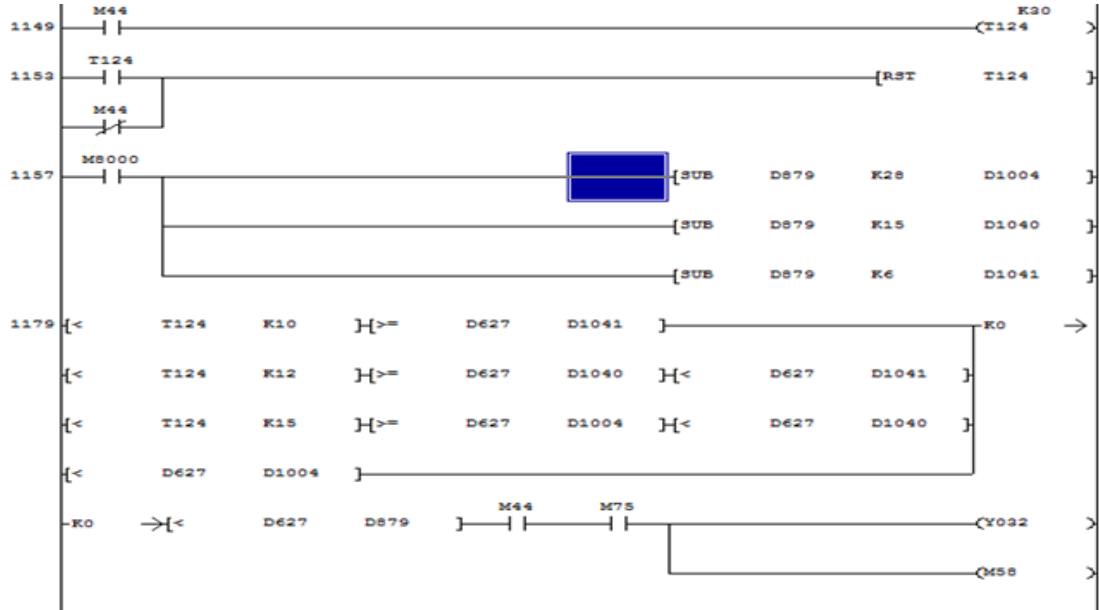 M44 K30
1149 (T124 )
T124
1153 [RST T124 ]
M44
M8000
1157 [SUB D879 K28 D1004 ]
[SUB D879 K15 D1040 ]
[SUB D879 K6 D1041 ]
1179 [< T124 K10 ] [>= D627 D1041 ] K0
[< T124 K12 ] [>= D627 D1040 ] [< D627 D1041 ]
[< T124 K15 ] [>= D627 D1004 ] [< D627 D1040 ]
[< D627 D1004 ]
M44 M75
K0 [< D627 D879 ] (Y032 )
(M58 )